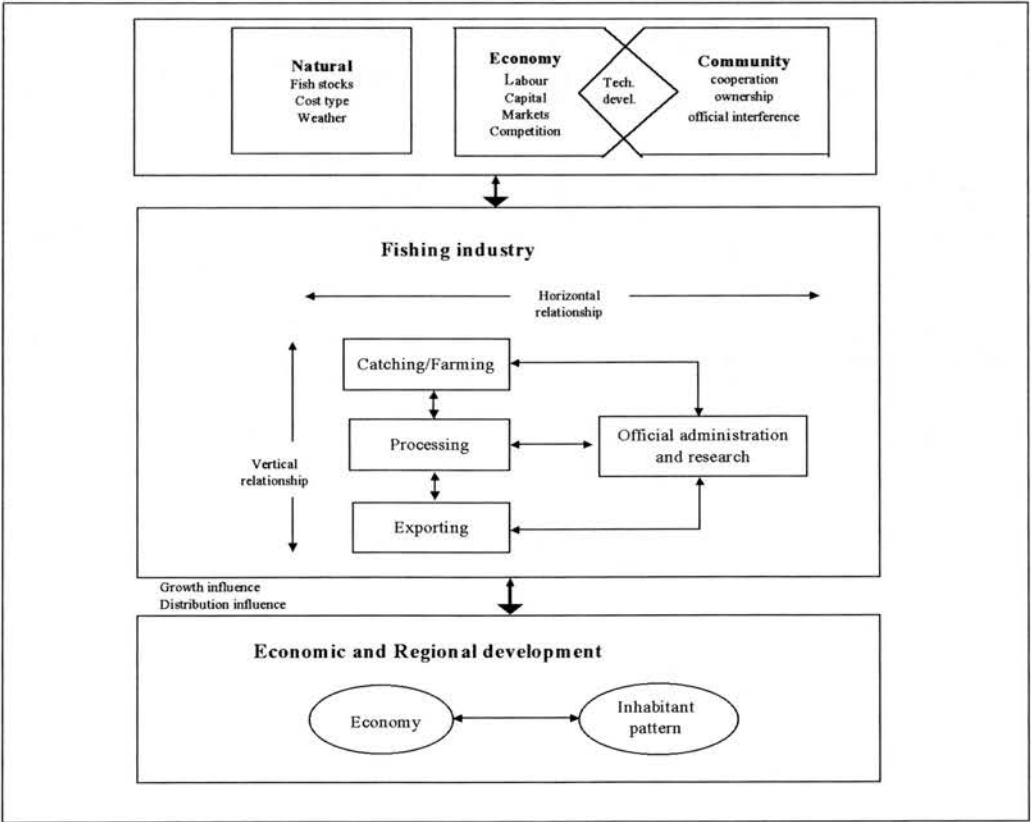 Natural
Fish stocks
Cost type
Weather
Economy
Labour
Capital
Markets
Competition
Tech.
devel.
Community
cooperation
ownership
official interference
Fishing industry
Horizontal
relationship
Vertical
relationship
Catching/Farming
Processing
Exporting
Official administration
and research
Growth influence
Distribution influence
Economic and Regional development
Economy
Inhabitant
pattern